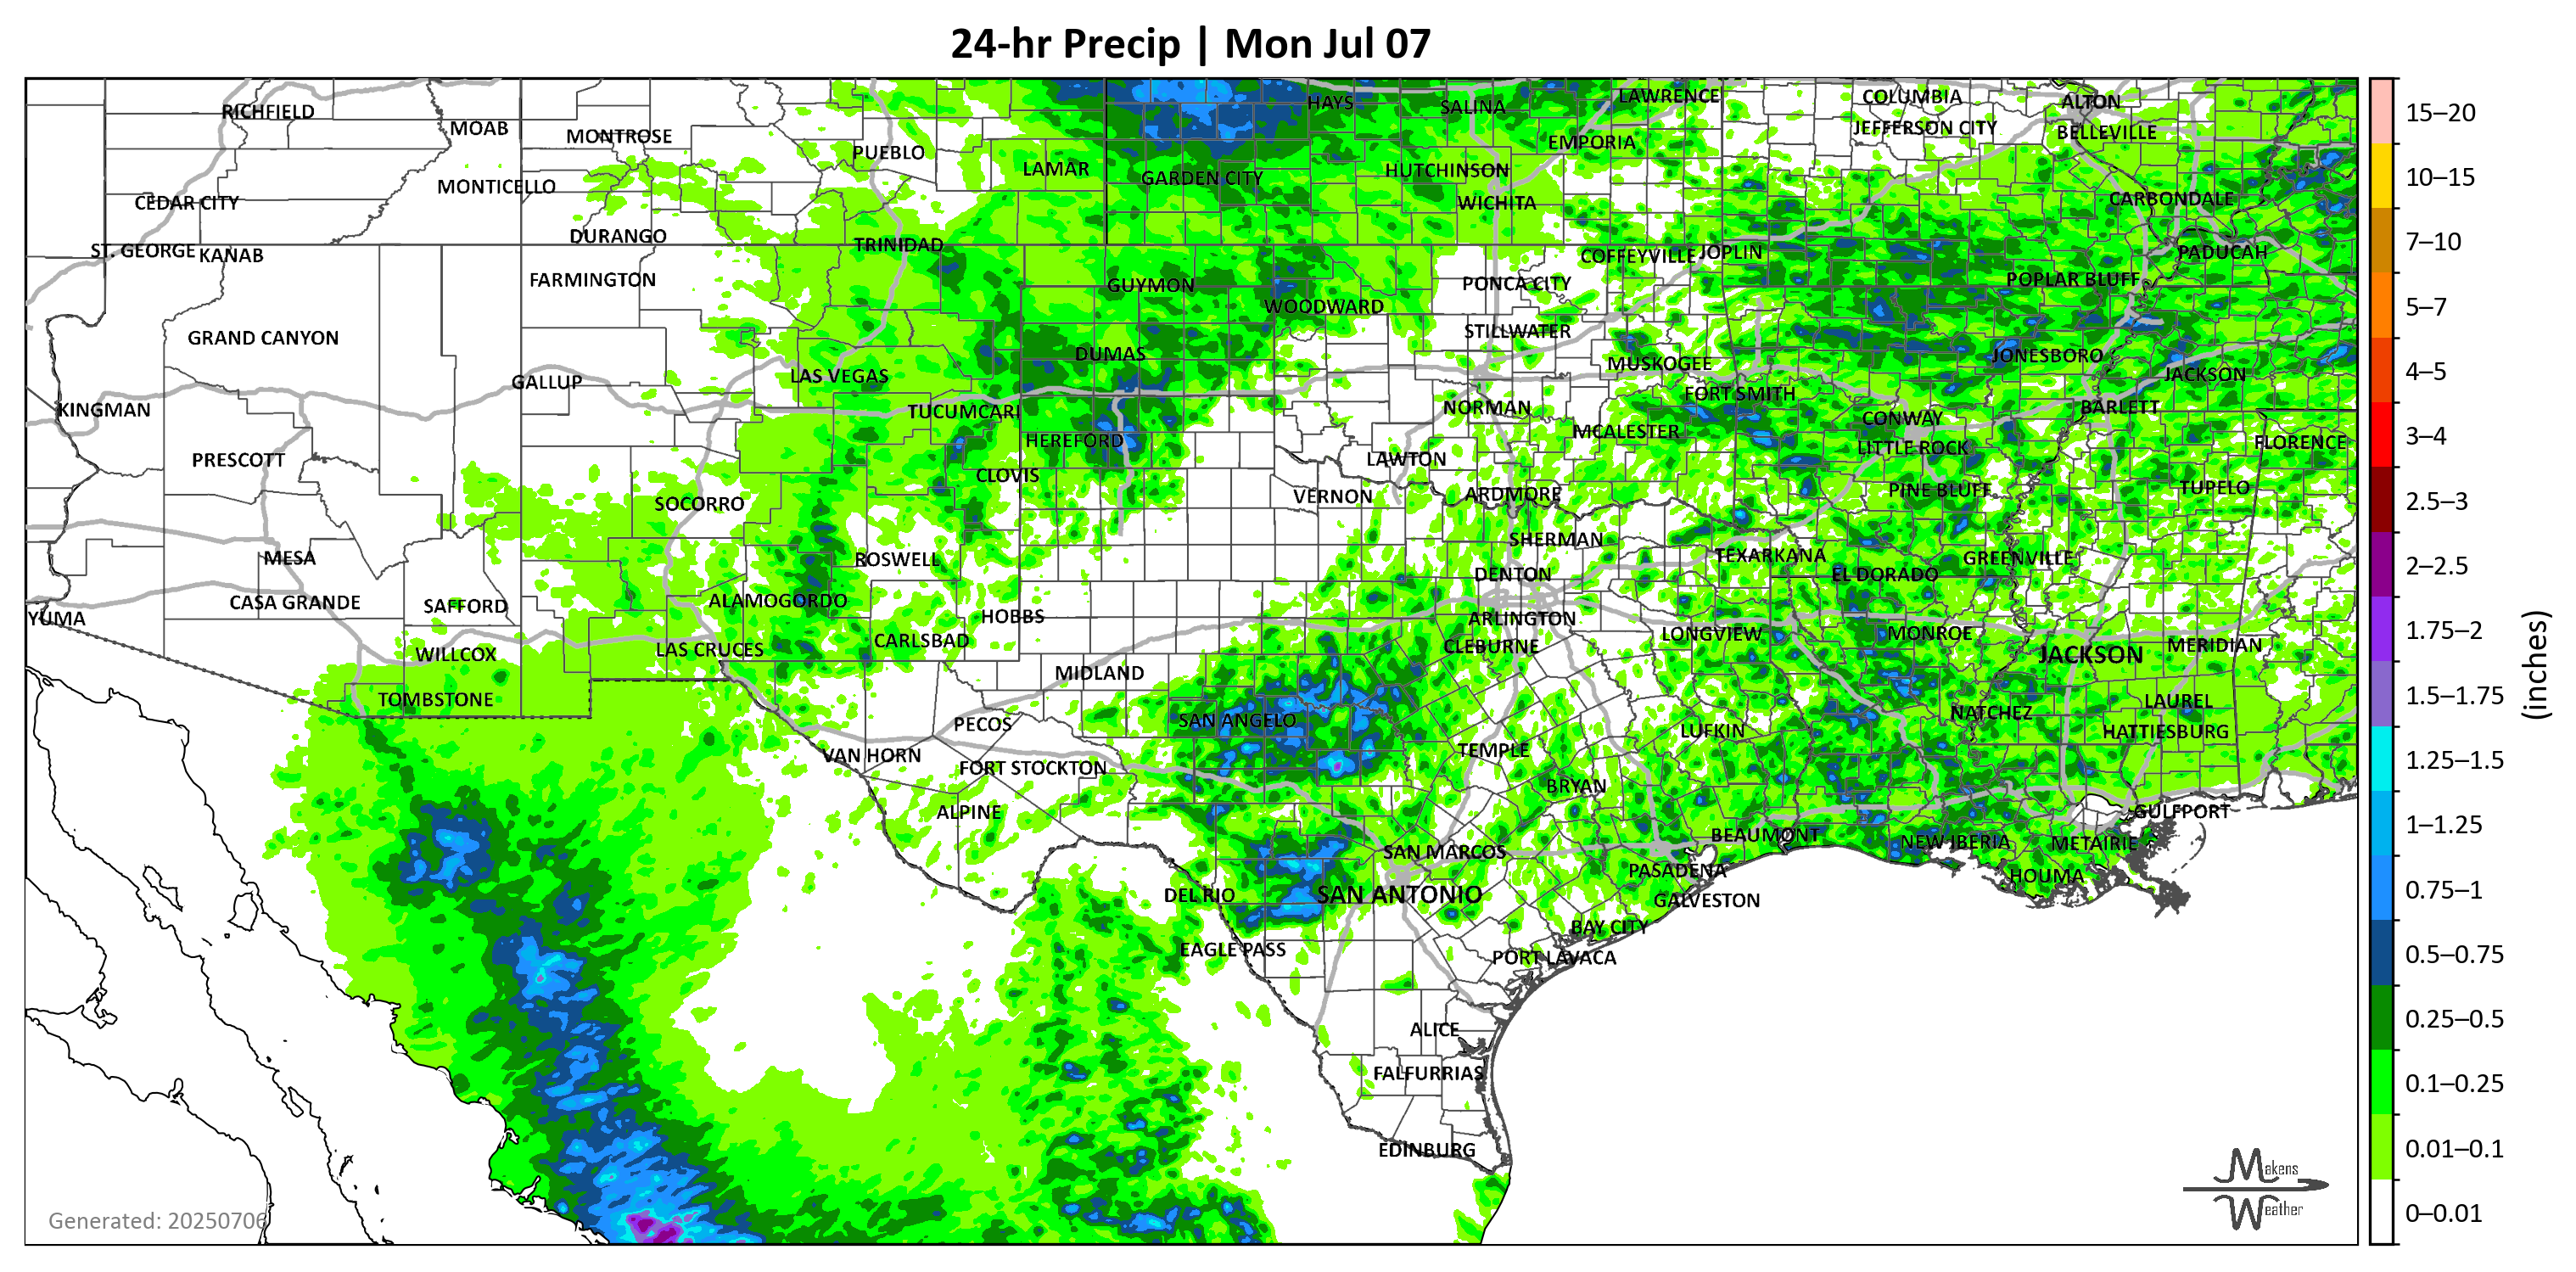 24-hr Precip | Mon Jul 07
RICHFIELD
MOAB
MONTROSE
PUEBLO
LAMAR
HAYS
SALINA
LAWRENCE
COLUMBIA
ALTON
JEFFERSON CITY
BELLEVILLE
EMPORIA
GARDEN CITY
HUTCHINSON
MONTICELLO
CEDAR CITY
WICHITA
CARBONDALE
DURANGO
TRINIDAD
ST. GEORGE
KANAB
COFFEYVILLE
JOPLIN
PADUCAH
FARMINGTON
GUYMON
PONCA CITY
POPLAR BLUFF
WOODWARD
GRAND CANYON
STILLWATER
DUMAS
JONESBORO
MUSKOGEE
GALLUP
LAS VEGAS
JACKSON
FORT SMITH
KINGMAN
TUCUMCARI
NORMAN
BARLETT
CONWAY
HEREFORD
MCALESTER
FLORENCE
LITTLE ROCK
PRESCOTT
LAWTON
CLOVIS
TUPELO
SOCORRO
VERNON
ARDMORE
PINE BLUFF
SHERMAN
MESA
ROSWELL
TEXARKANA
GREENVILLE
DENTON
EL DORADO
CASA GRANDE
SAFFORD
ALAMOGORDO
YUMA
HOBBS
ARLINGTON
CARLSBAD
LONGVIEW
MONROE
WILLCOX
LAS CRUCES
CLEBURNE
JACKSON
MERIDIAN
MIDLAND
TOMBSTONE
LAUREL
PECOS
SAN ANGELO
NATCHEZ
LUFKIN
HATTIESBURG
VAN HORN
TEMPLE
FORT STOCKTON
BRYAN
ALPINE
GULFPORT
BEAUMONT
NEW IBERIA
METAIRIE
SAN MARCOS
PASADENA
HOUMA
DEL RIO
SAN ANTONIO
GALVESTON
BAY CITY
EAGLE PASS
PORT LAVACA
ALICE
FALFURRIAS
EDINBURG
Generated: 20250706
Makens
Weather
15–20
10–15
7–10
5–7
4–5
3–4
2.5–3
2–2.5
1.75–2
1.5–1.75
1.25–1.5
1–1.25
0.75–1
0.5–0.75
0.25–0.5
0.1–0.25
0.01–0.1
0–0.01
(inches)